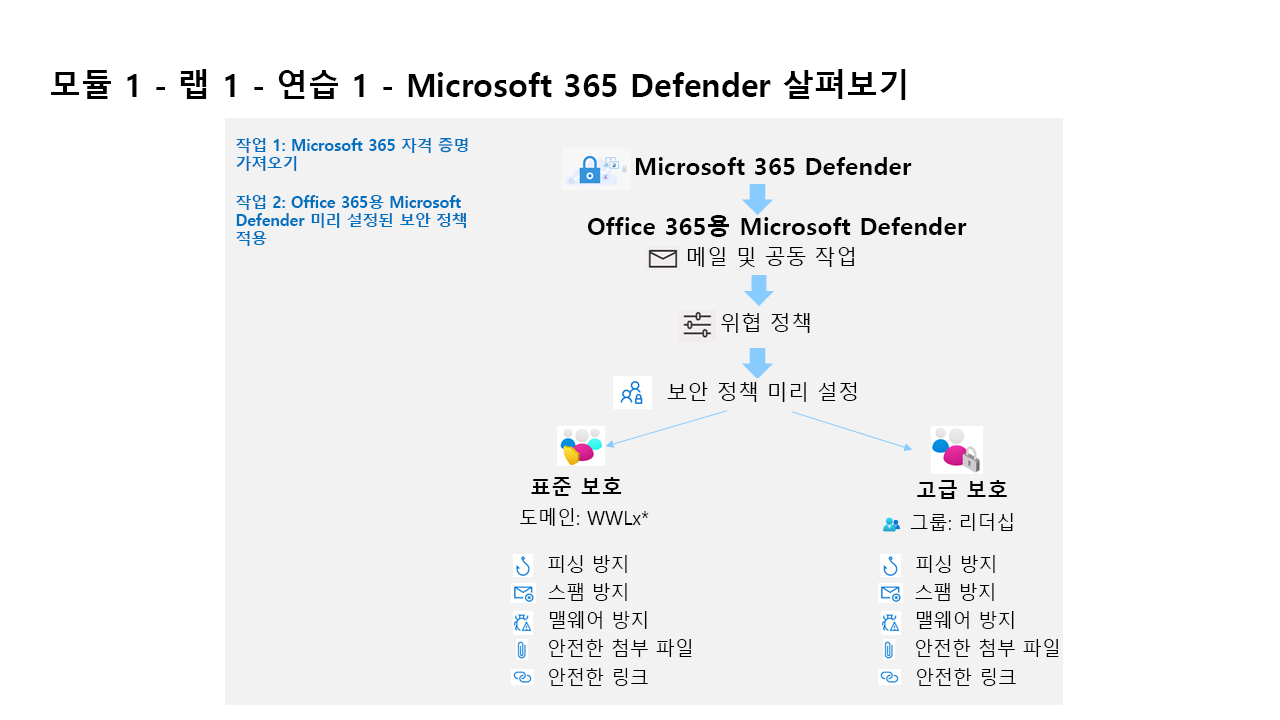 모듈 1 - 랩 1 - 연습 1 - Microsoft 365 Defender 살펴보기
작업 1: Microsoft 365 자격 증명
가져오기
작업 2: Office 365용 Microsoft
Defender 미리 설정된 보안 정책
적용
Microsoft 365 Defender
Office 365용 Microsoft Defender
메일 및 공동 작업
위협 정책
보안 정책 미리 설정
표준 보호
도메인: WWLx*
피싱 방지
스팸 방지
맬웨어 방지
안전한 첨부 파일
안전한 링크
고급 보호
그룹: 리더십
피싱 방지
스팸 방지
맬웨어 방지
안전한 첨부 파일
안전한 링크